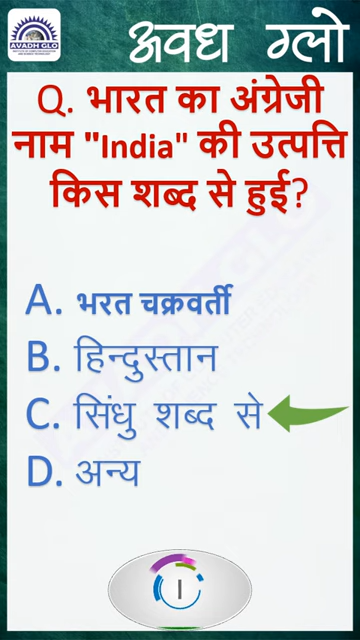 AVADH GLO
अवध ग्लो
Q. भारत का अंग्रेजी
नाम "India" की उत्पत्ति
किस शब्द से हुई?
A. भरत चक्रवर्ती
B. हिन्दुस्तान
C. सिंधु शब्द से
D. अन्य